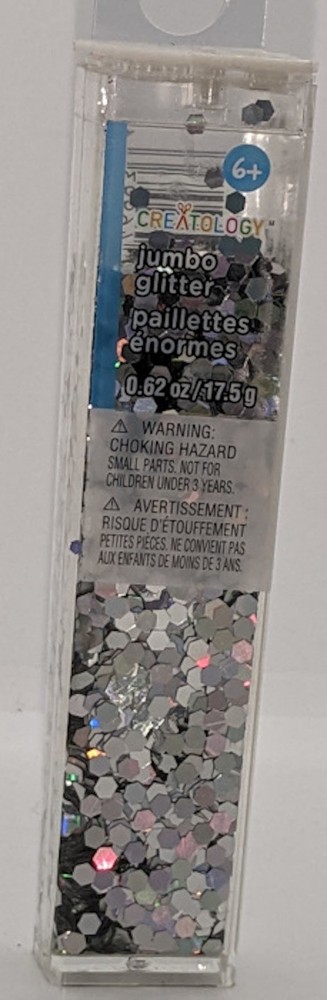 6+
CREATOLOGY™
jumbo
glitter
paillettes
énormes
0.62 oz/17.5 g
⚠ WARNING:
CHOKING HAZARD
SMALL PARTS. NOT FOR
CHILDREN UNDER 3 YEARS.
⚠ AVERTISSEMENT :
RISQUE D'ÉTOUFFEMENT
PETITES PIÈCES. NE CONVIENT PAS
AUX ENFANTS DE MOINS DE 3 ANS.